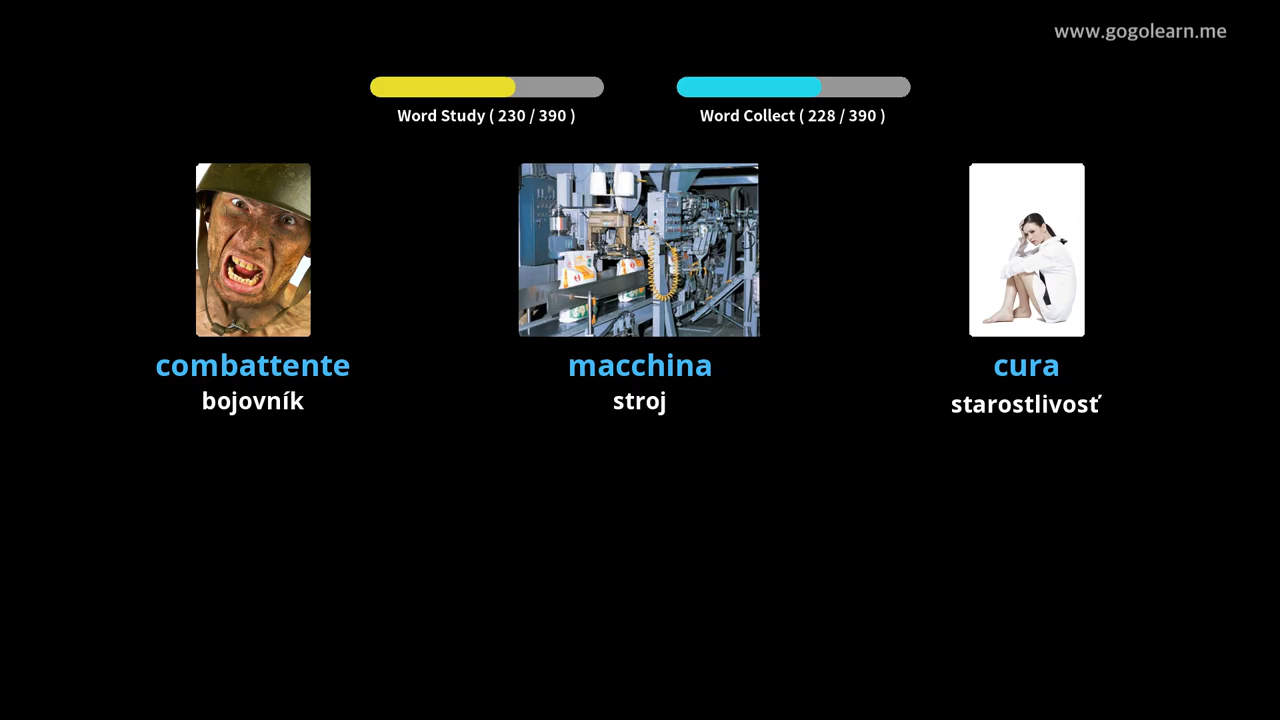 www.gogolearn.me
Word Study ( 230 / 390 )
Word Collect ( 228 / 390 )
combattente
bojovník
macchina
stroj
cura
starostlivosť